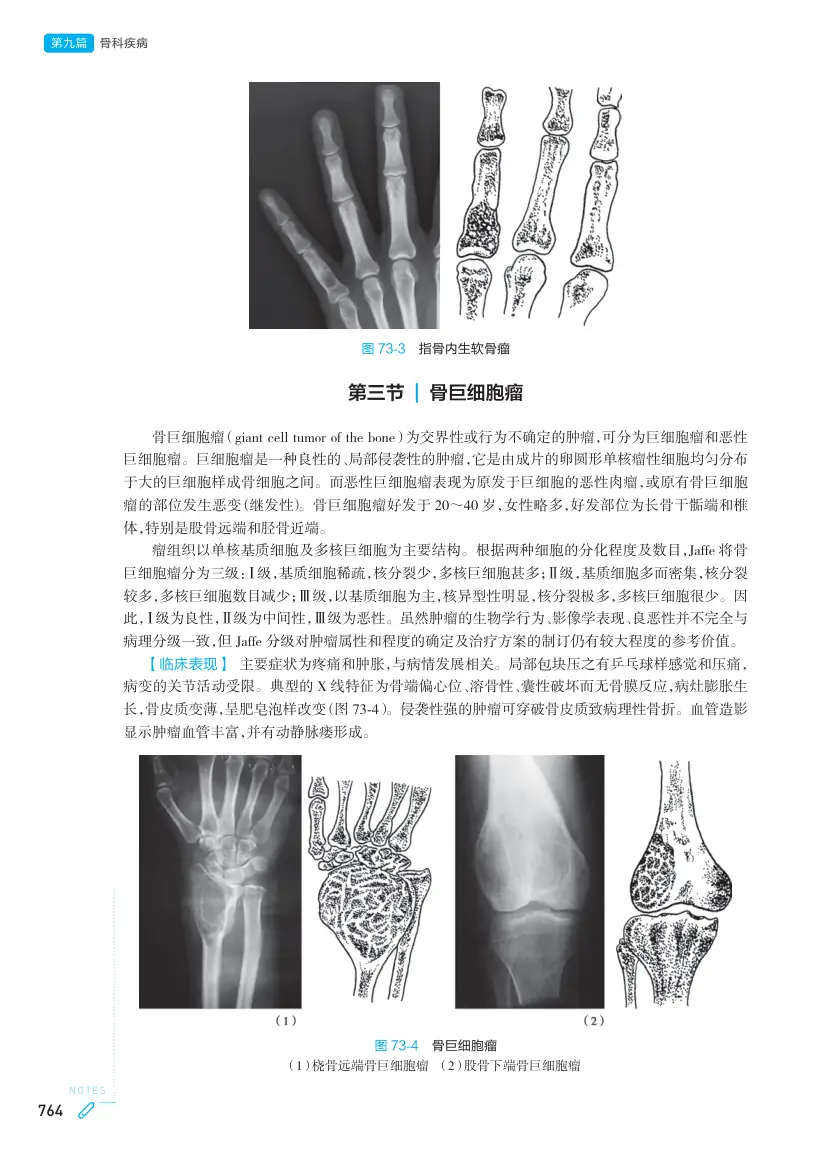 第九篇 骨科疾病
图 73-3 指骨内生软骨瘤
第三节 | 骨巨细胞瘤
骨巨细胞瘤(giant cell tumor of the bone)为交界性或行为不确定的肿瘤,可分为巨细胞瘤和恶性
巨细胞瘤。巨细胞瘤是一种良性的、局部侵袭性的肿瘤,它是由成片的卵圆形单核瘤性细胞均匀分布
于大的巨细胞样成骨细胞之间。而恶性巨细胞瘤表现为原发于巨细胞的恶性肉瘤,或原有骨巨细胞
瘤的部位发生恶变(继发性)。骨巨细胞瘤好发于 20~40 岁,女性略多,好发部位为长骨干骺端和椎
体,特别是股骨远端和胫骨近端。
瘤组织以单核基质细胞及多核巨细胞为主要结构。根据两种细胞的分化程度及数目,Jaffe 将骨
巨细胞瘤分为三级:Ⅰ级,基质细胞稀疏,核分裂少,多核巨细胞甚多;Ⅱ级,基质细胞多而密集,核分裂
较多,多核巨细胞数目减少;Ⅲ级,以基质细胞为主,核异型性明显,核分裂极多,多核巨细胞很少。因
此,Ⅰ级为良性,Ⅱ级为中间性,Ⅲ级为恶性。虽然肿瘤的生物学行为、影像学表现、良恶性并不完全与
病理分级一致,但 Jaffe 分级对肿瘤属性和程度的确定及治疗方案的制订仍有较大程度的参考价值。
【临床表现】 主要症状为疼痛和肿胀,与病情发展相关。局部包块压之有乒乓球样感觉和压痛,
病变的关节活动受限。典型的 X 线特征为骨端偏心位、溶骨性、囊性破坏而无骨膜反应,病灶膨胀生
长,骨皮质变薄,呈肥皂泡样改变(图 73-4)。侵袭性强的肿瘤可穿破骨皮质致病理性骨折。血管造影
显示肿瘤血管丰富,并有动静脉瘘形成。
(1) (2)
图 73-4 骨巨细胞瘤
(1)桡骨远端骨巨细胞瘤 (2)股骨下端骨巨细胞瘤
NOTES
764